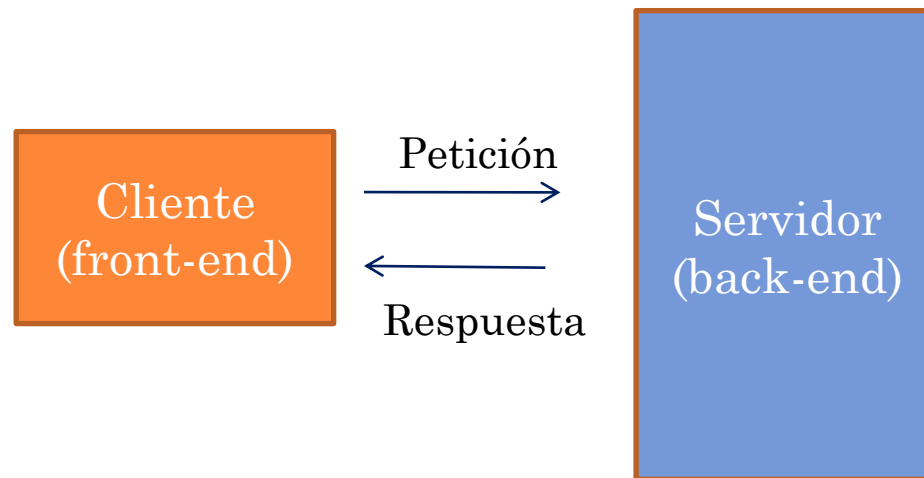 Cliente
(front-end)
Petición
Respuesta
Servidor
(back-end)